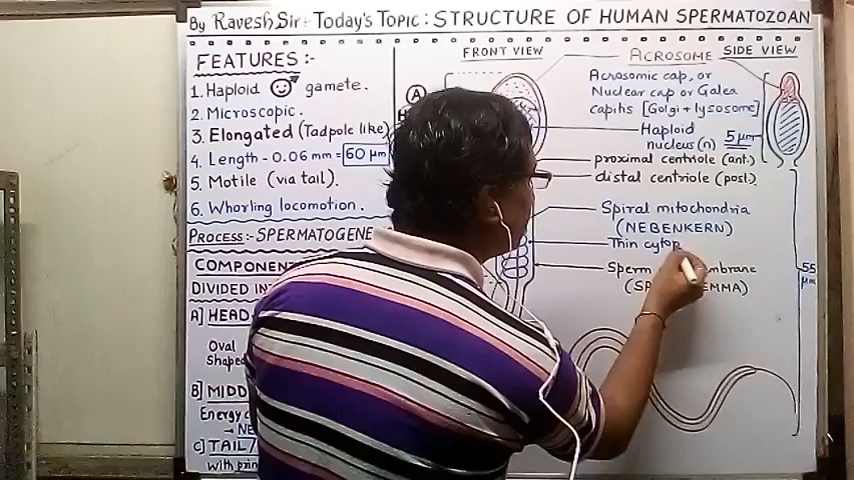 By Ravesh Sir :- Today's Topic : STRUCTURE OF HUMAN SPERMATOZOAN
FEATURES :-
1. Haploid gamete.
2. Microscopic.
3. Elongated (Tadpole like)
4. Length - 0.06 mm = 60 μm
5. Motile (via tail).
6. Whorling locomotion.
PROCESS:- SPERMATOGENE
COMPONEN
DIVIDED IN
A] HEAD
Oval
Shaped
B] MIDD
Energy
→ NE
C] TAIL/
with prin
FRONT VIEW
ACROSOME
SIDE VIEW
A
H
Acrosomic cap, or
Nuclear cap or Galea
capitis [Golgi + lysosome]
Haploid
nucleus (n)
5 μm
proximal centriole (ant.)
distal centriole (post.)
Spiral mitochondria
(NEBENKERN)
Thin cytop
Sperm mbrane
(SP EMMA)
55
μm